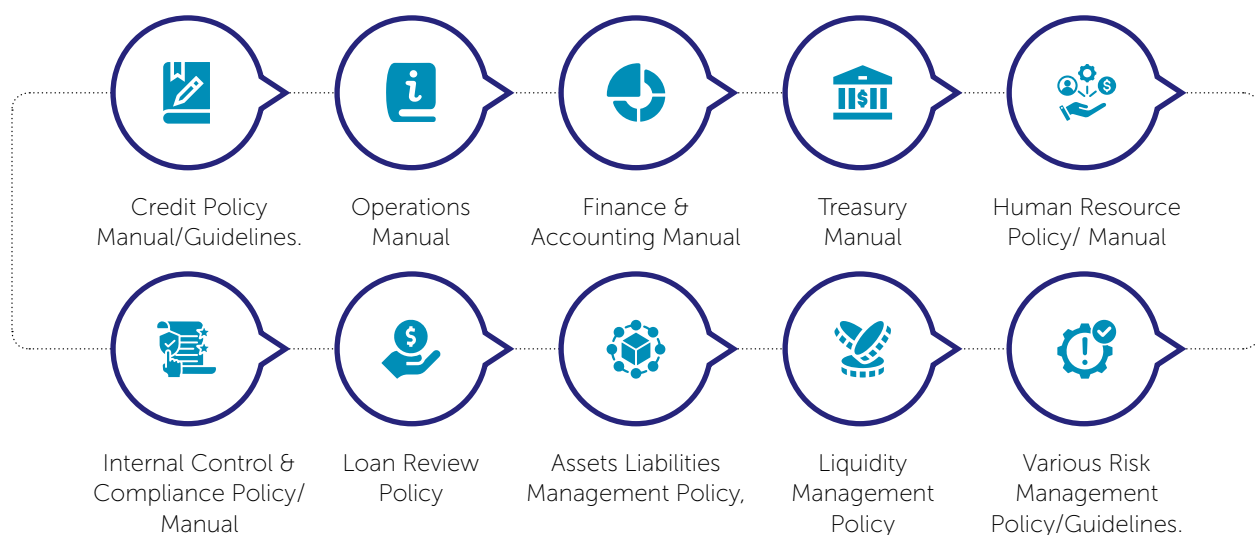 Credit Policy
Manual/Guidelines.
Operations
Manual
Finance &
Accounting Manual
Treasury
Manual
Human Resource
Policy/ Manual
Internal Control &
Compliance Policy/
Manual
Loan Review
Policy
Assets Liabilities
Management Policy,
Liquidity
Management
Policy
Various Risk
Management
Policy/Guidelines.